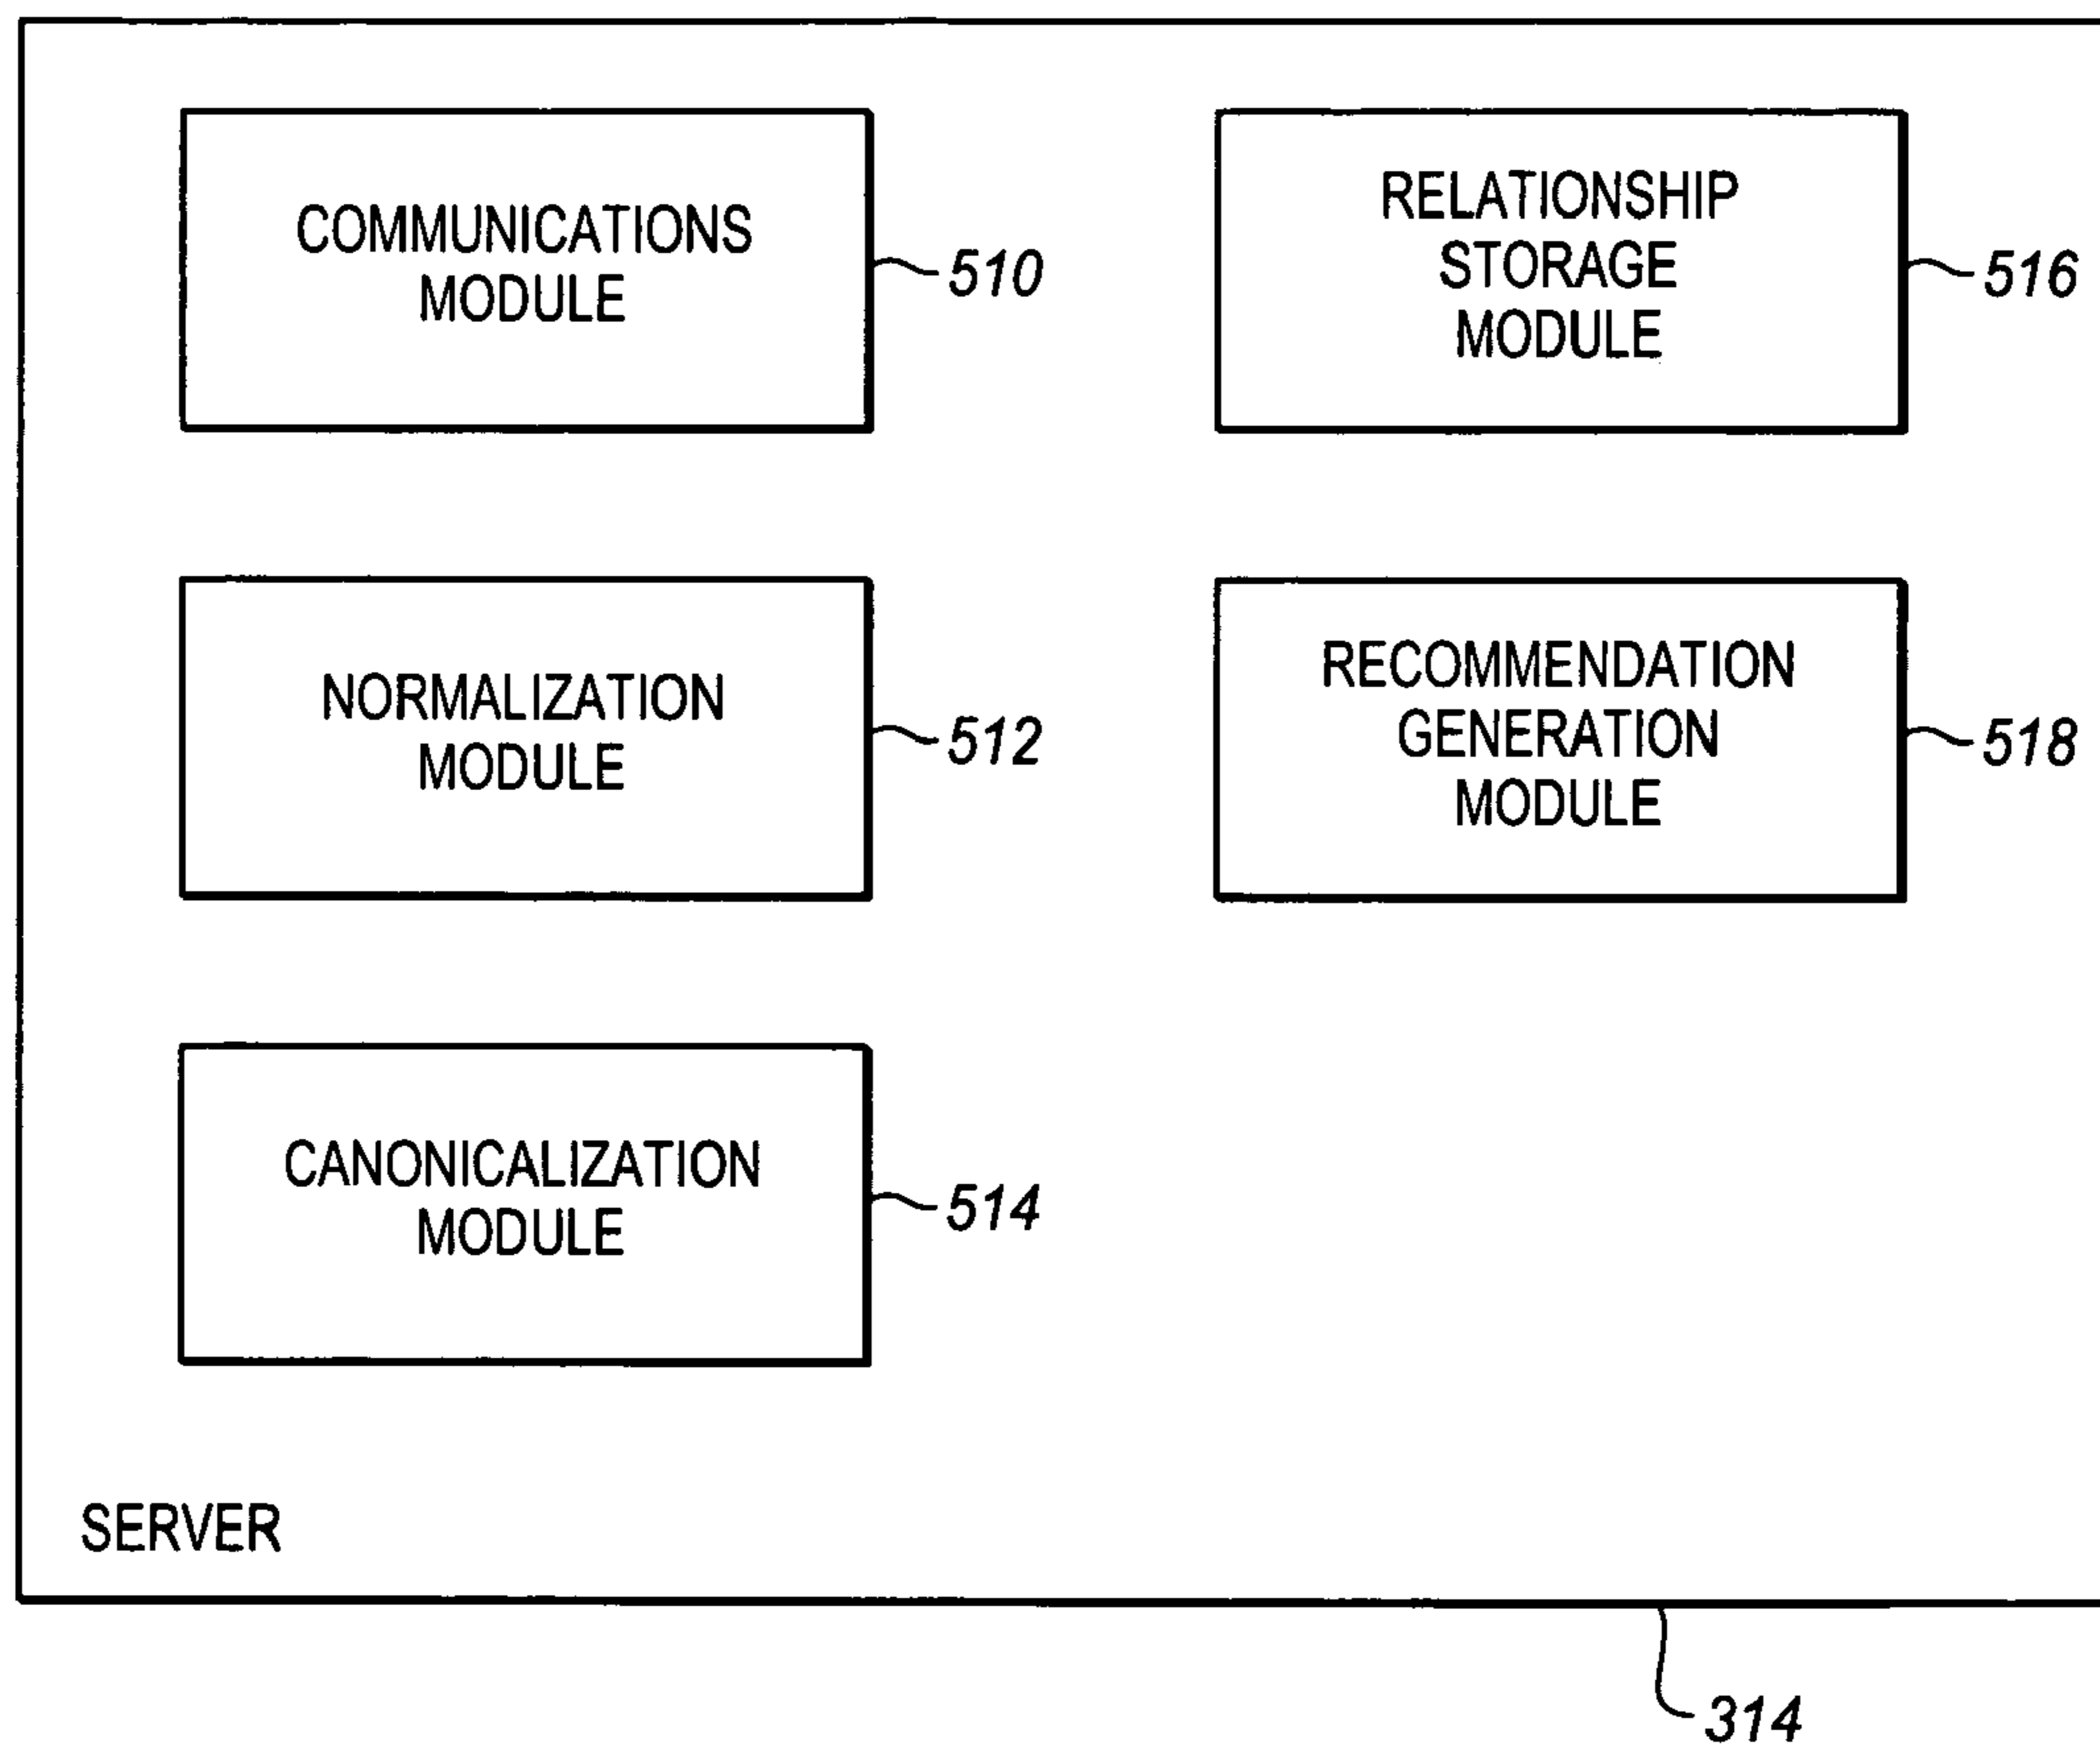 COMMUNICATIONS
MODULE
510
RELATIONSHIP
STORAGE
MODULE
516
NORMALIZATION
MODULE
512
RECOMMENDATION
GENERATION
MODULE
518
CANONICALIZATION
MODULE
514
SERVER
314